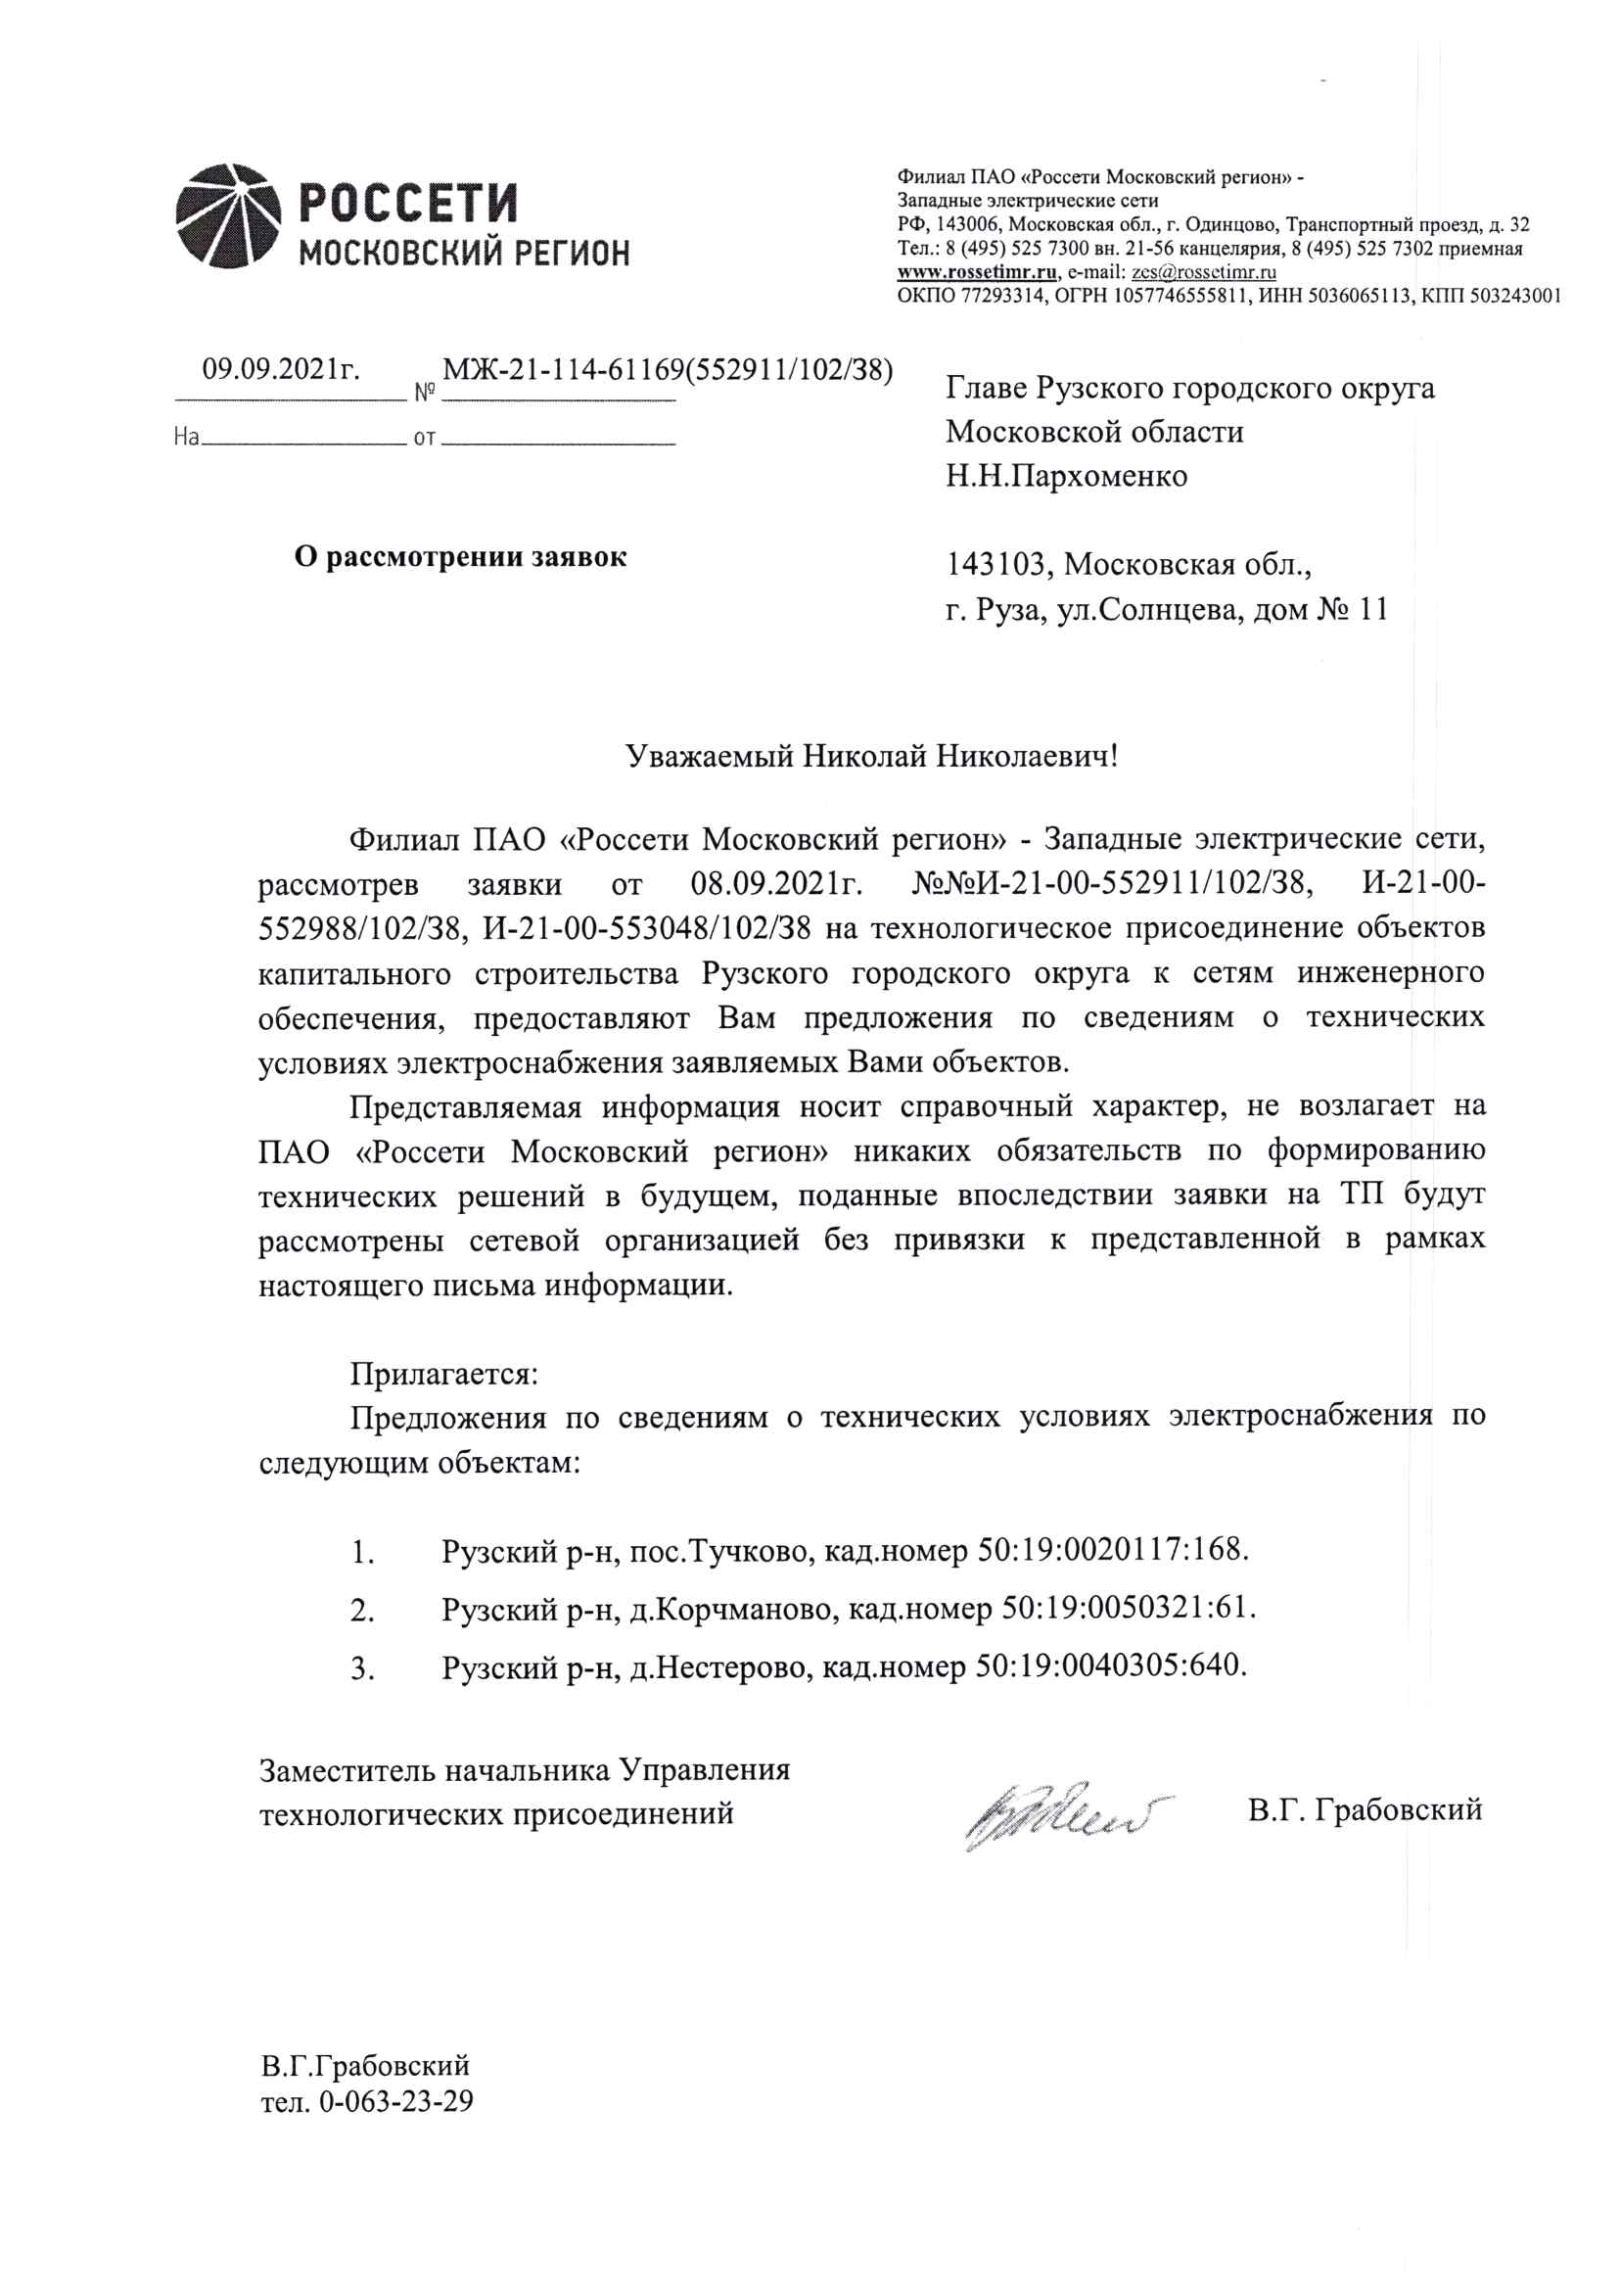 РОССЕТИ
МОСКОВСКИЙ РЕГИОН
Филиал ПАО «Россети Московский регион» -
Западные электрические сети
РФ, 143006, Московская обл., г. Одинцово, Транспортный проезд, д. 32
Тел.: 8 (495) 525 7300 вн. 21-56 канцелярия, 8 (495) 525 7302 приемная
www.rossetimr.ru, e-mail: zes@rossetimr.ru
ОКПО 77293314, ОГРН 1057746555811, ИНН 5036065113, КПП 503243001
09.09.2021г. № МЖ-21-114-61169(552911/102/З8)
На от
Главе Рузского городского округа
Московской области
Н.Н.Пархоменко
О рассмотрении заявок
143103, Московская обл.,
г. Руза, ул.Солнцева, дом № 11
Уважаемый Николай Николаевич!
Филиал ПАО «Россети Московский регион» - Западные электрические сети,
рассмотрев заявки от 08.09.2021г. №№И-21-00-552911/102/З8, И-21-00-
552988/102/З8, И-21-00-553048/102/З8 на технологическое присоединение объектов
капитального строительства Рузского городского округа к сетям инженерного
обеспечения, предоставляют Вам предложения по сведениям о технических
условиях электроснабжения заявляемых Вами объектов.
Представляемая информация носит справочный характер, не возлагает на
ПАО «Россети Московский регион» никаких обязательств по формированию
технических решений в будущем, поданные впоследствии заявки на ТП будут
рассмотрены сетевой организацией без привязки к представленной в рамках
настоящего письма информации.
Прилагается:
Предложения по сведениям о технических условиях электроснабжения по
следующим объектам:
1. Рузский р-н, пос.Тучково, кад.номер 50:19:0020117:168.
2. Рузский р-н, д.Корчманово, кад.номер 50:19:0050321:61.
3. Рузский р-н, д.Нестерово, кад.номер 50:19:0040305:640.
Заместитель начальника Управления
технологических присоединений
В.Г. Грабовский
В.Г.Грабовский
тел. 0-063-23-29